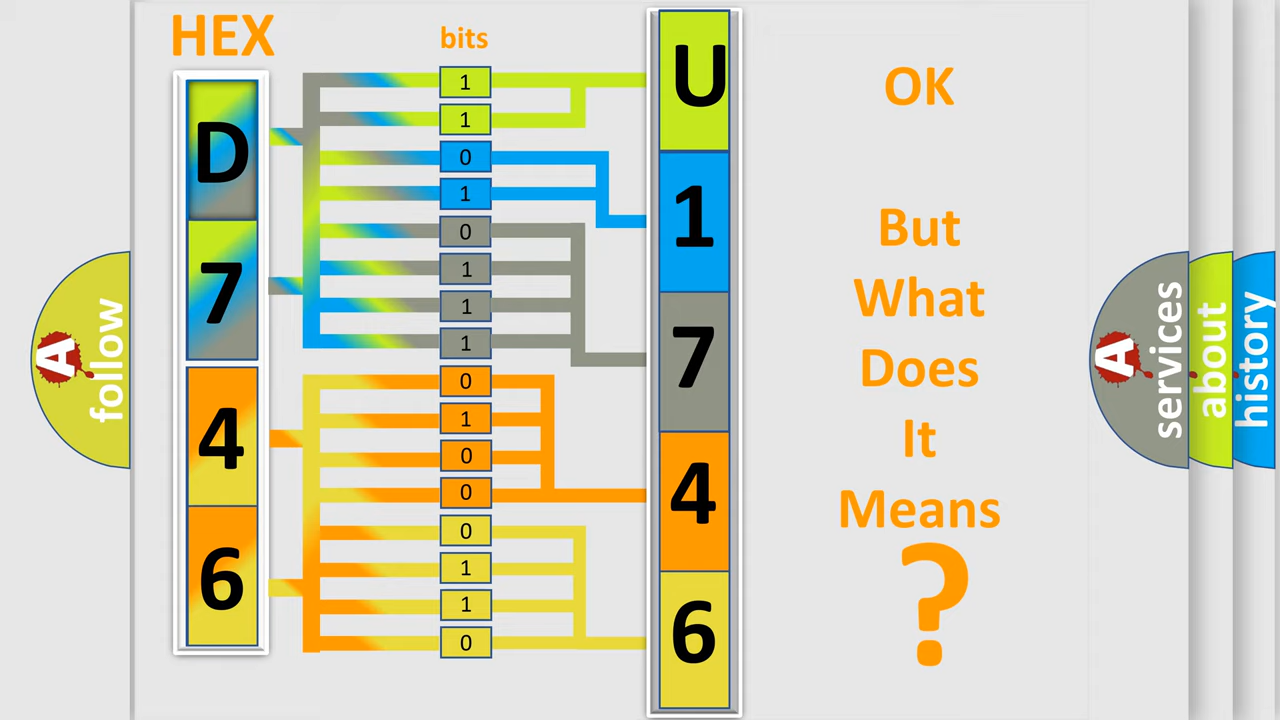 HEX
bits
D
7
4
6
1
1
0
1
0
1
1
1
0
1
0
0
0
1
1
0
U
1
7
4
6
OK
But
What
Does
It
Means
?
A
follow
A
services
about
history